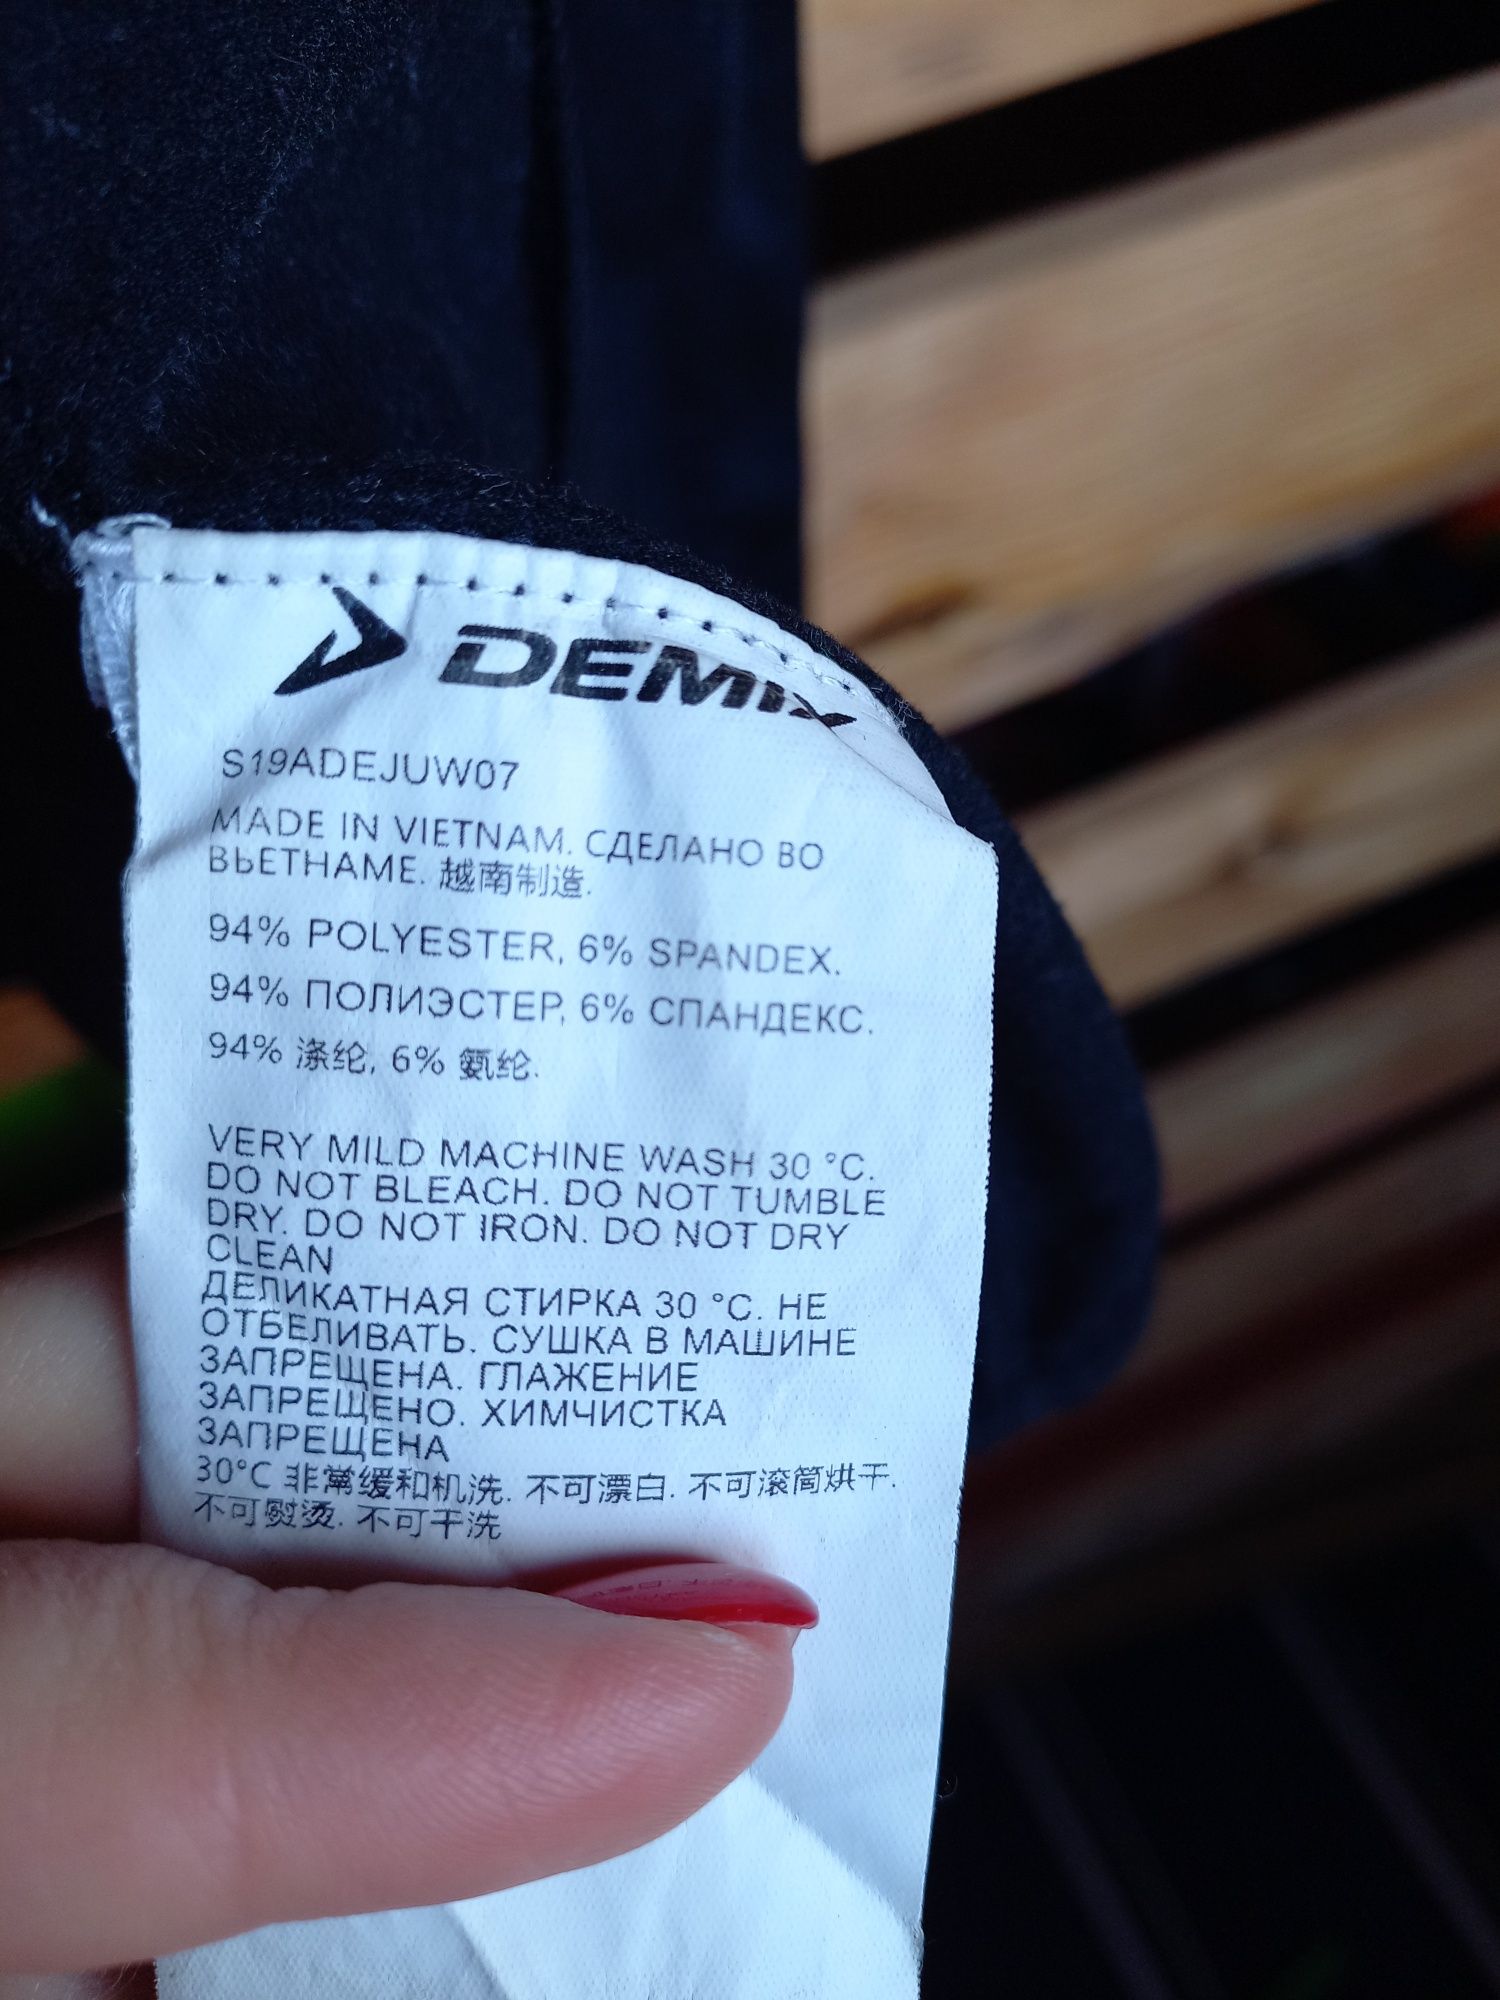 DEMIX
S19ADEJUW07
MADE IN VIETNAM. СДЕЛАНО ВО
ВЬЕТНАМЕ. 越南制造.
94% POLYESTER, 6% SPANDEX.
94% ПОЛИЭСТЕР, 6% СПАНДЕКС.
94% 涤纶, 6% 氨纶.
VERY MILD MACHINE WASH 30 °C.
DO NOT BLEACH. DO NOT TUMBLE
DRY. DO NOT IRON. DO NOT DRY
CLEAN
ДЕЛИКАТНАЯ СТИРКА 30 °C. НЕ
ОТБЕЛИВАТЬ. СУШКА В МАШИНЕ
ЗАПРЕЩЕНА. ГЛАЖЕНИЕ
ЗАПРЕЩЕНО. ХИМЧИСТКА
ЗАПРЕЩЕНА
30°C 非常缓和机洗. 不可漂白. 不可滚筒烘干.
不可熨烫. 不可干洗